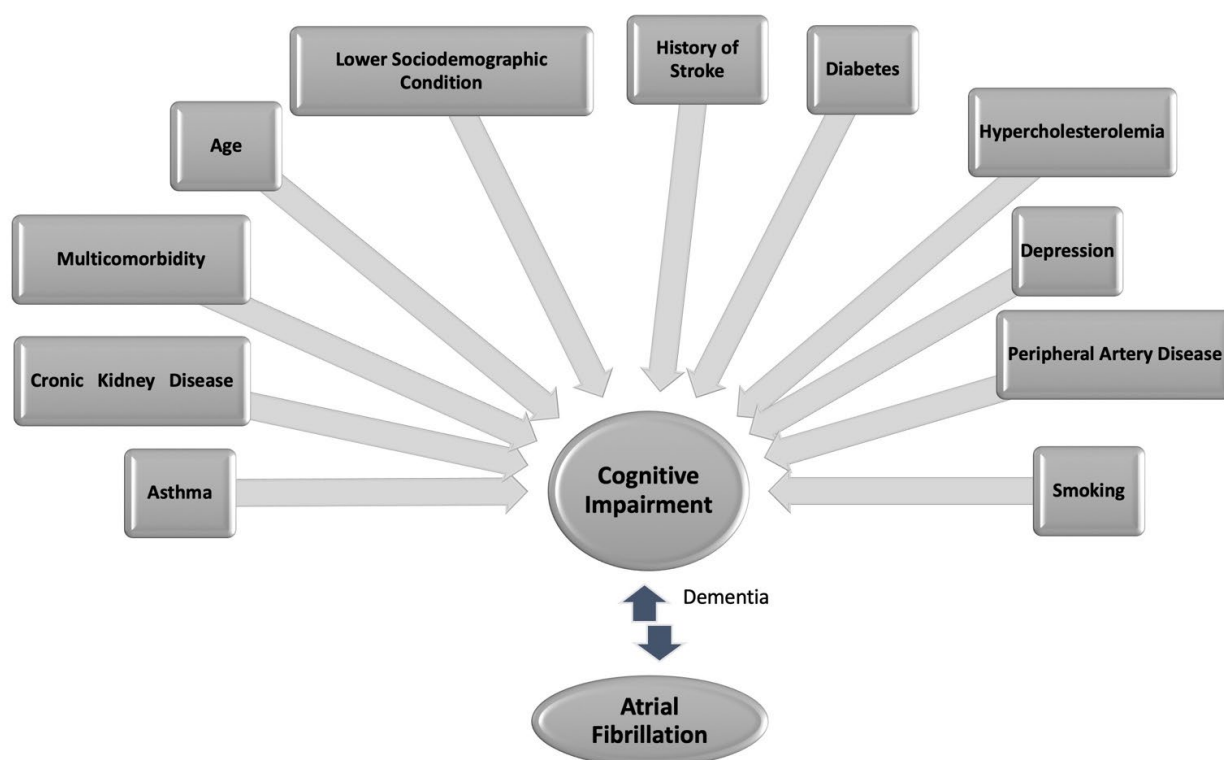 Lower Sociodemographic
Condition
History of
Stroke
Diabetes
Hypercholesterolemia
Age
Depression
Multicomorbidity
Peripheral Artery Disease
Cronic Kidney Disease
Asthma
Smoking
Cognitive
Impairment
Dementia
Atrial
Fibrillation